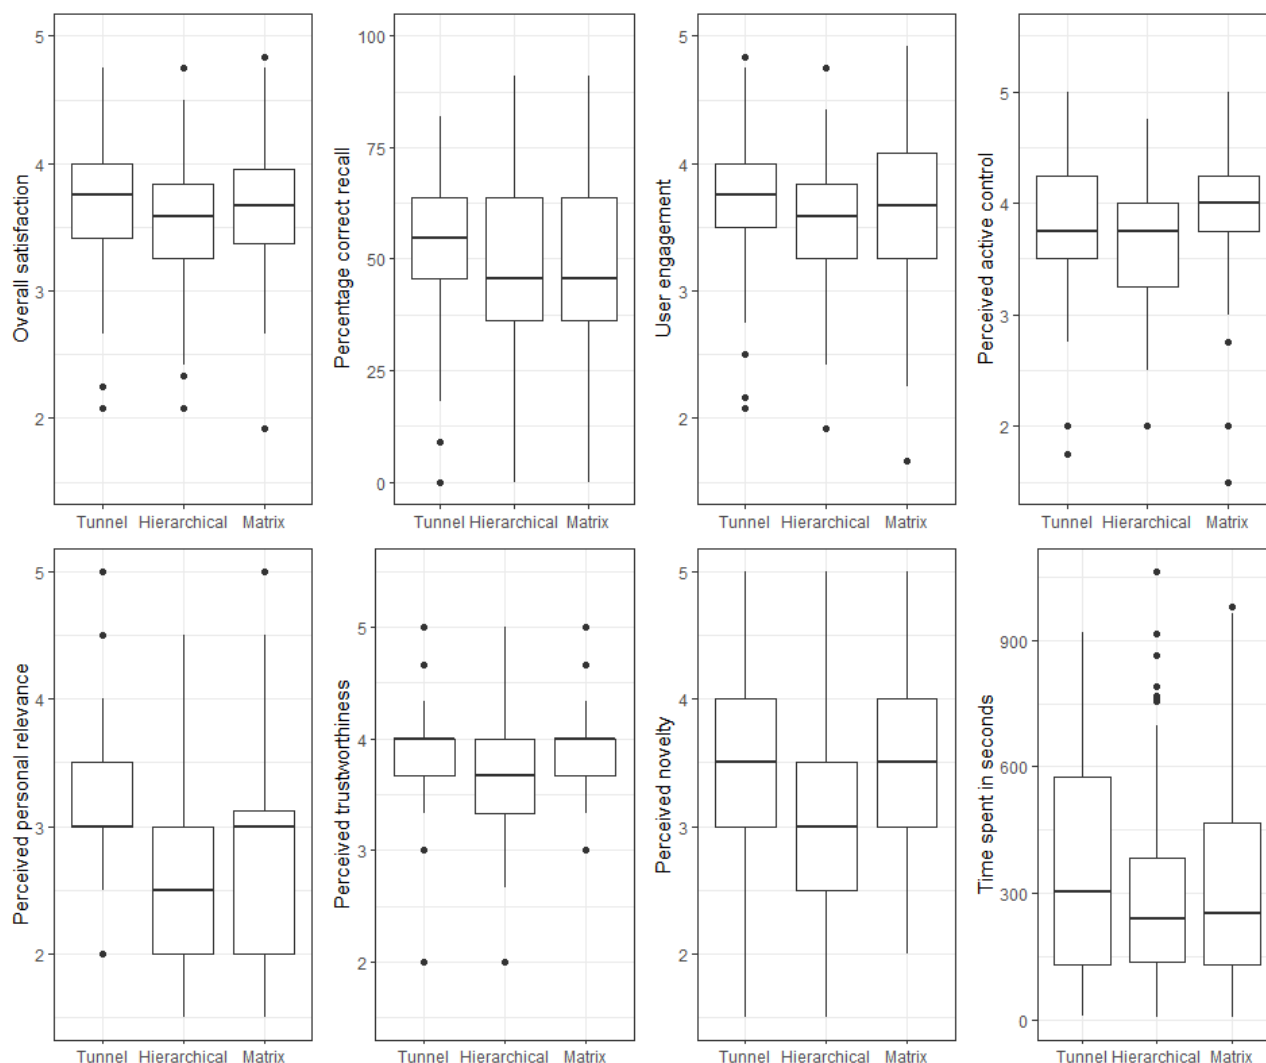 Overall satisfaction
5
4
3
2
Tunnel Hierarchical Matrix
Percentage correct recall
100
75
50
25
0
Tunnel Hierarchical Matrix
User engagement
5
4
3
2
Tunnel Hierarchical Matrix
Perceived active control
5
4
3
2
Tunnel Hierarchical Matrix
Perceived personal relevance
5
4
3
2
Tunnel Hierarchical Matrix
Perceived trustworthiness
5
4
3
2
Tunnel Hierarchical Matrix
Perceived novelty
5
4
3
2
Tunnel Hierarchical Matrix
Time spent in seconds
900
600
300
0
Tunnel Hierarchical Matrix